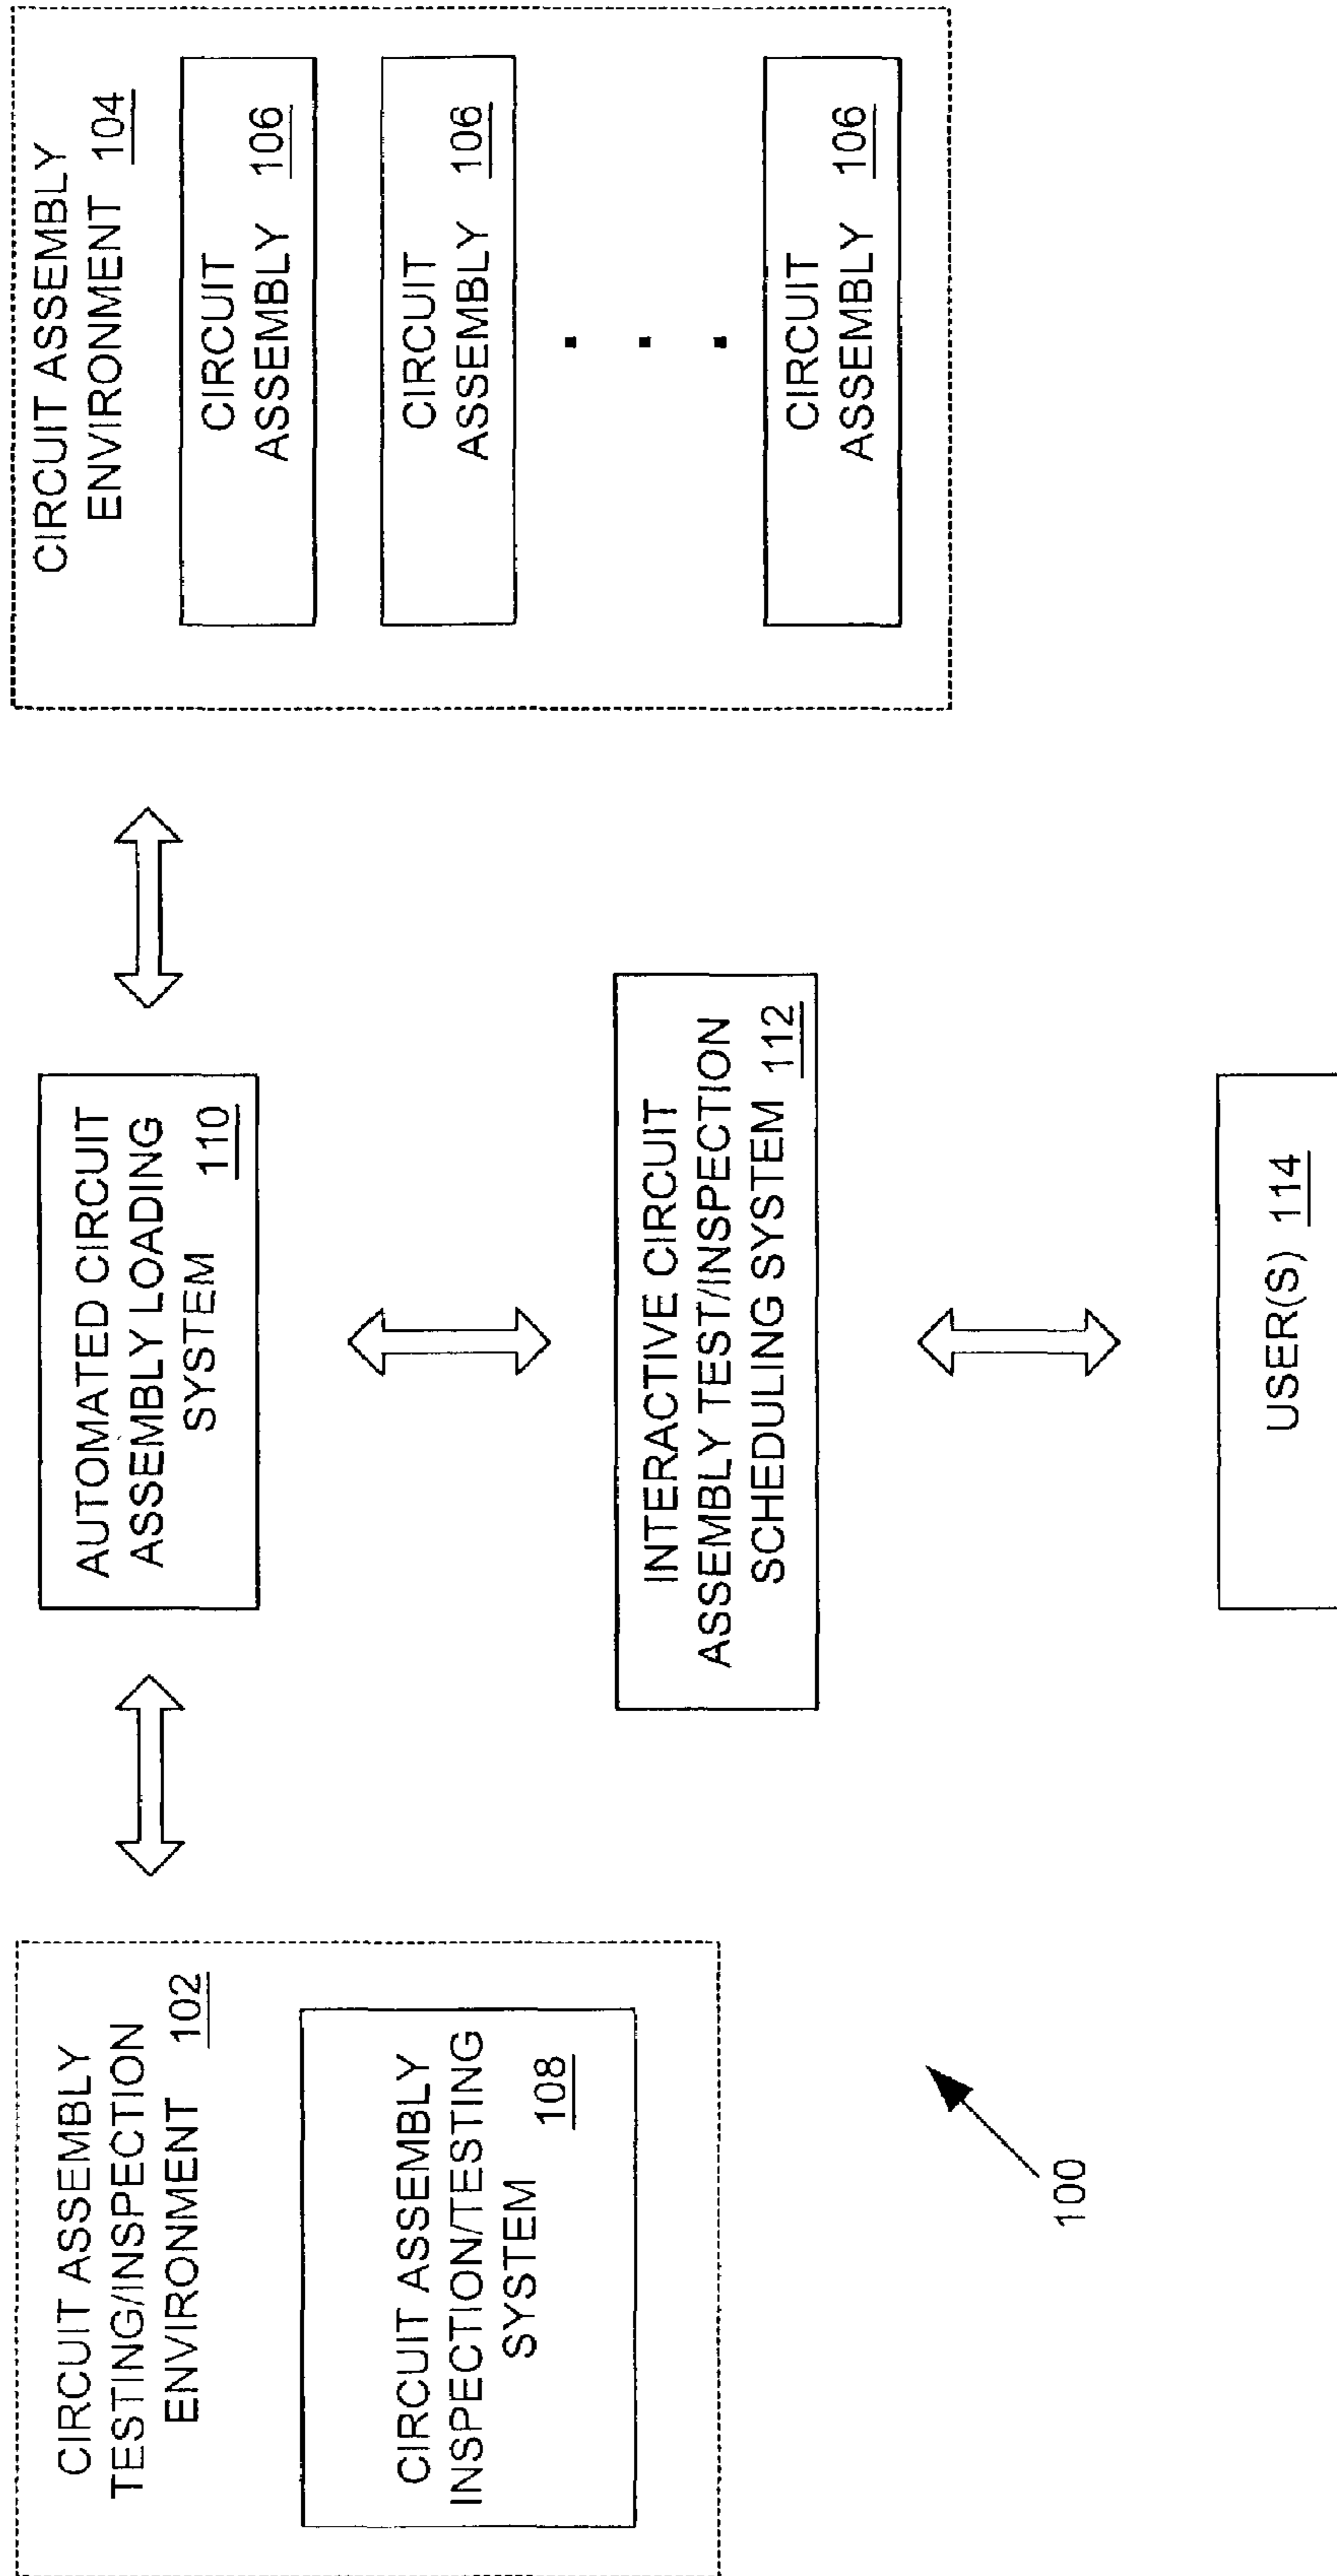 CIRCUIT ASSEMBLY
TESTING/INSPECTION
ENVIRONMENT 102
CIRCUIT ASSEMBLY
INSPECTION/TESTING
SYSTEM
108
AUTOMATED CIRCUIT
ASSEMBLY LOADING
SYSTEM
110
INTERACTIVE CIRCUIT
ASSEMBLY TEST/INSPECTION
SCHEDULING SYSTEM 112
USER(S) 114
CIRCUIT ASSEMBLY
ENVIRONMENT 104
CIRCUIT
ASSEMBLY 106
CIRCUIT
ASSEMBLY 106
CIRCUIT
ASSEMBLY 106
100